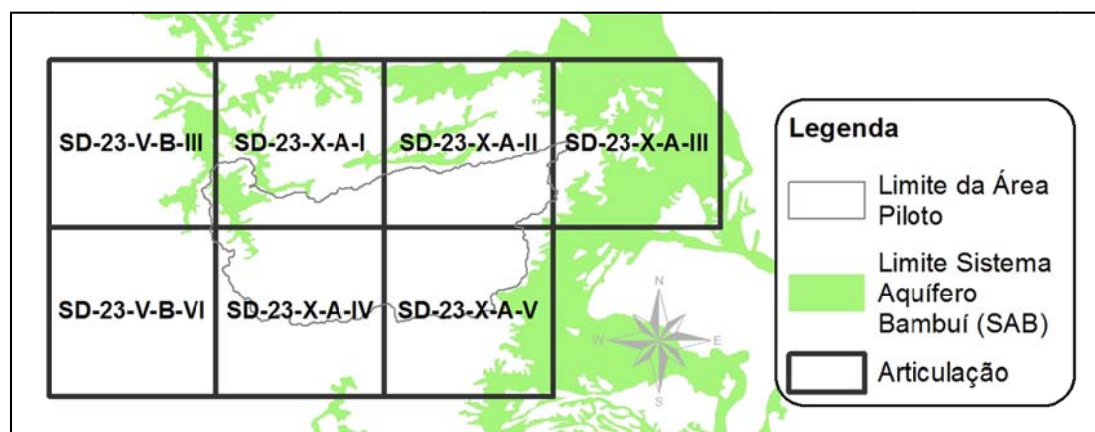 SD-23-V-B-III
SD-23-X-A-I
SD-23-X-A-II
SD-23-X-A-III
SD-23-V-B-VI
SD-23-X-A-IV
SD-23-X-A-V
N
W
E
S
Legenda
Limite da Área
Piloto
Limite Sistema
Aquífero
Bambuí (SAB)
Articulação